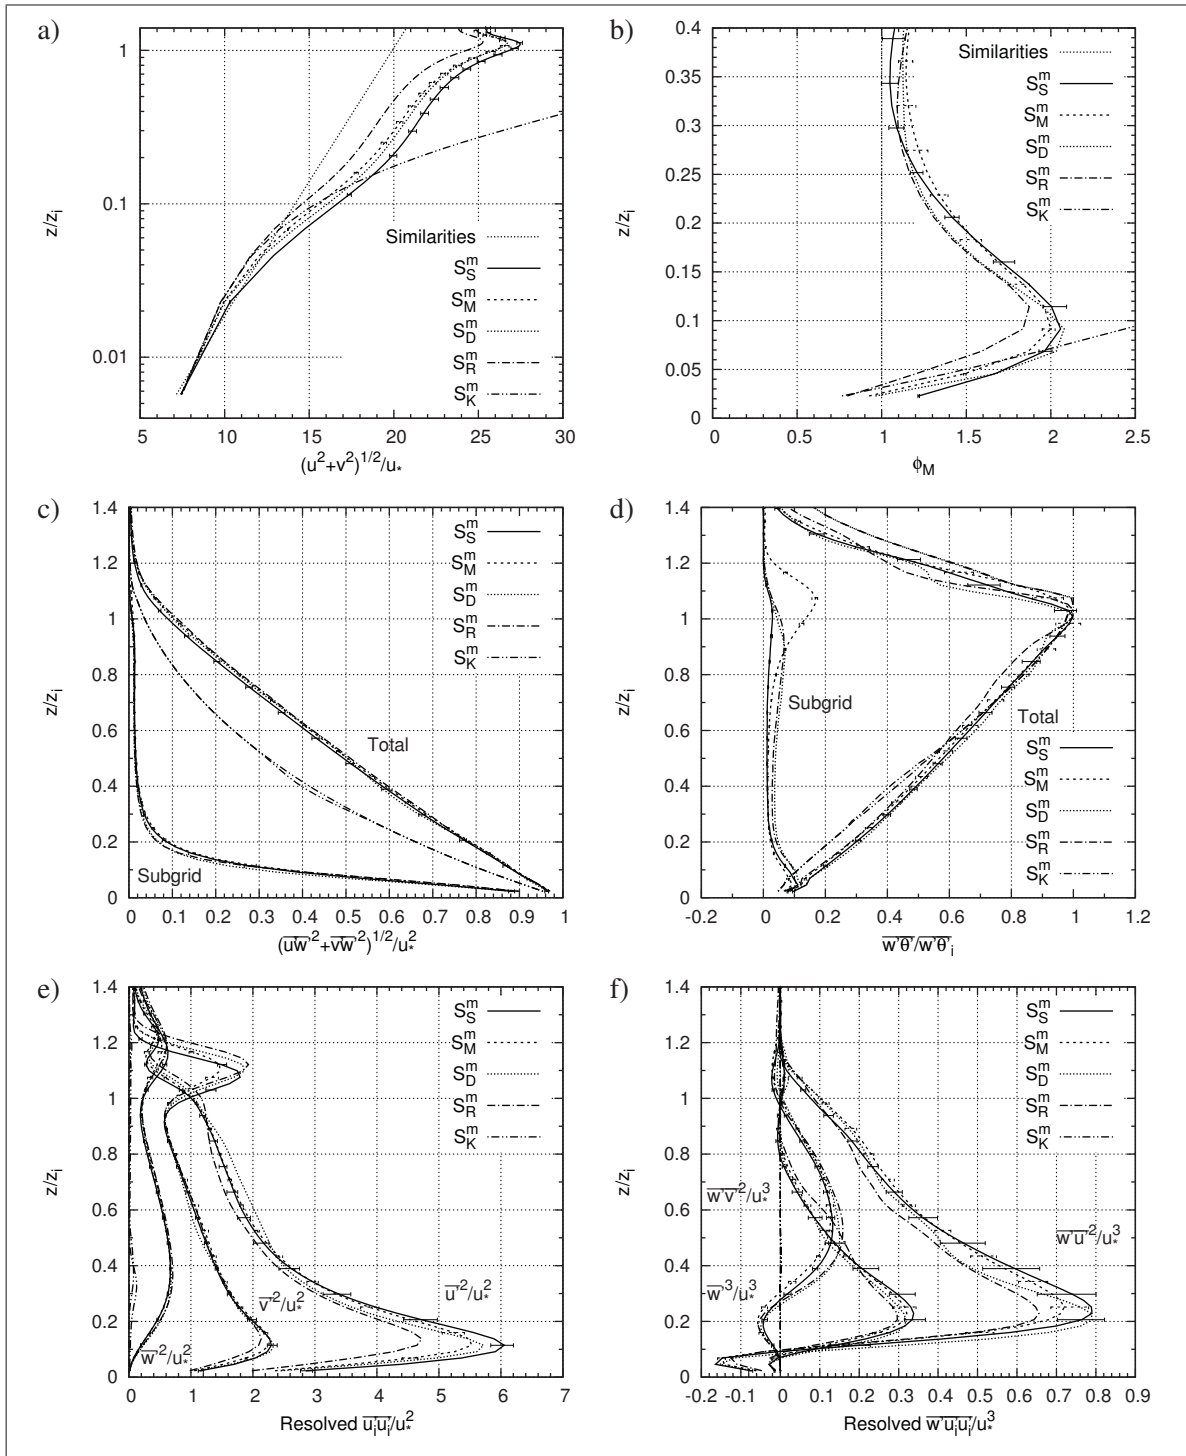 a)
1
0.1
0.01
z/z_i
Similarities
S_S^m
S_M^m
S_D^m
S_R^m
S_K^m
5 10 15 20 25 30
(u²+v²)^1/2/u_*
b)
0.4
0.35
0.3
0.25
0.2
0.15
0.1
0.05
0
z/z_i
Similarities
S_S^m
S_M^m
S_D^m
S_R^m
S_K^m
0 0.5 1 1.5 2 2.5
ϕ_M
c)
1.4
1.2
1
0.8
0.6
0.4
0.2
0
z/z_i
S_S^m
S_M^m
S_D^m
S_R^m
S_K^m
Total
Subgrid
0 0.1 0.2 0.3 0.4 0.5 0.6 0.7 0.8 0.9 1
(u'w'²+v'w'²)^1/2/u_*²
d)
1.4
1.2
1
0.8
0.6
0.4
0.2
0
z/z_i
Subgrid
Total
S_S^m
S_M^m
S_D^m
S_R^m
S_K^m
-0.2 0 0.2 0.4 0.6 0.8 1 1.2
w'θ'/w'θ'_i
e)
1.4
1.2
1
0.8
0.6
0.4
0.2
0
z/z_i
S_S^m
S_M^m
S_D^m
S_R^m
S_K^m
u'²/u_*²
v'²/u_*²
w'²/u_*²
0 1 2 3 4 5 6 7
Resolved u_i'u_i'/u_*²
f)
1.4
1.2
1
0.8
0.6
0.4
0.2
0
z/z_i
S_S^m
S_M^m
S_D^m
S_R^m
S_K^m
w'v'²/u_*³
w'u'²/u_*³
w'³/u_*³
-0.2 -0.1 0 0.1 0.2 0.3 0.4 0.5 0.6 0.7 0.8 0.9
Resolved w'u_i'u_i'/u_*³